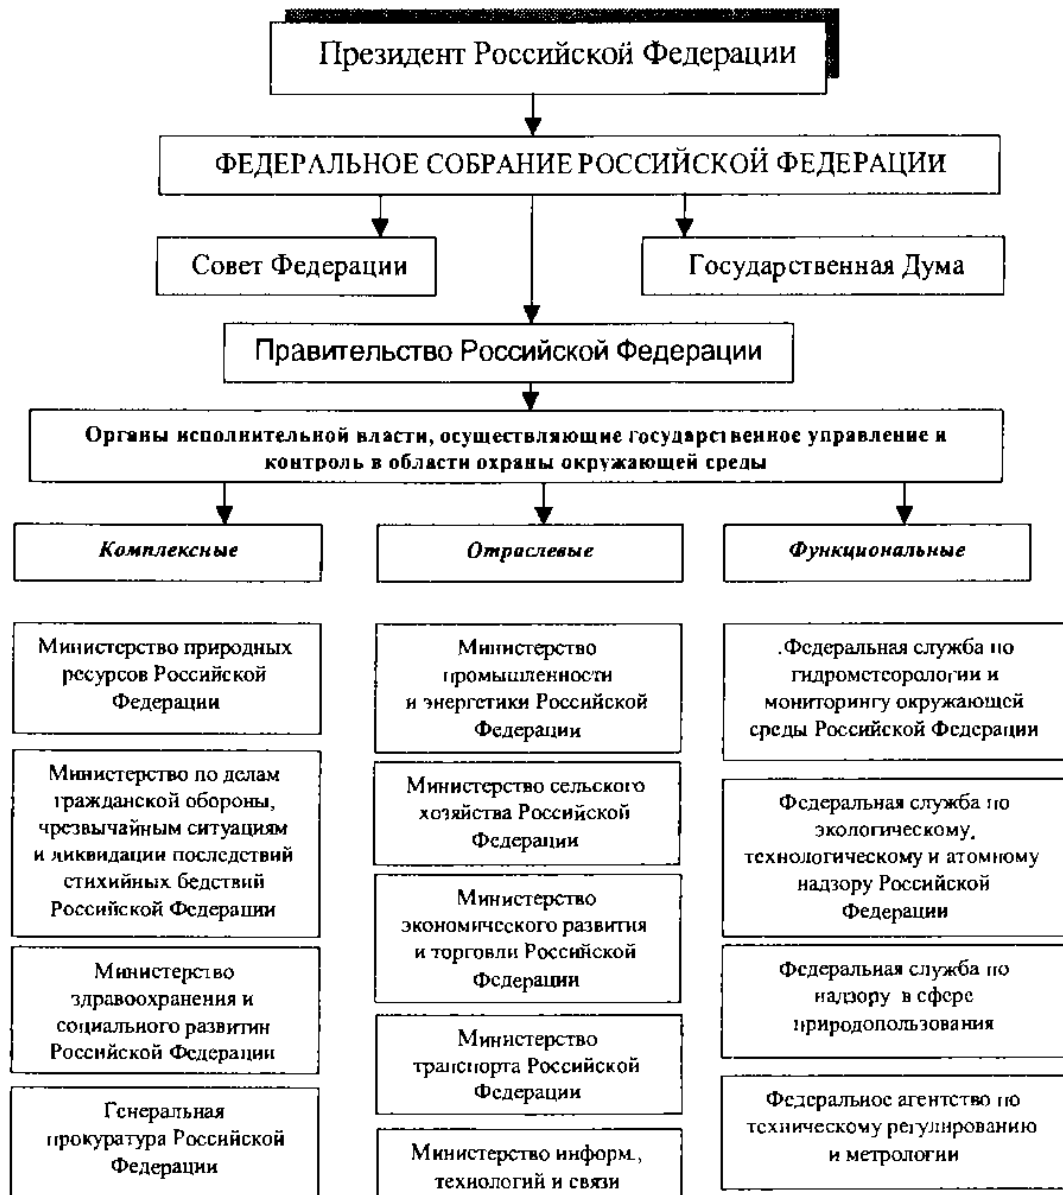 Президент Российской Федерации
ФЕДЕРАЛЬНОЕ СОБРАНИЕ РОССИЙСКОЙ ФЕДЕРАЦИИ
Совет Федерации
Государственная Дума
Правительство Российской Федерации
Органы исполнительной власти, осуществляющие государственное управление и
контроль в области охраны окружающей среды
Комплексные
Отраслевые
Функциональные
Министерство природных
ресурсов Российской
Федерации
Министерство по делам
гражданской обороны,
чрезвычайным ситуациям
и ликвидации последствий
стихийных бедствий
Российской Федерации
Министерство
здравоохранения и
социального развития
Российской Федерации
Генеральная
прокуратура Российской
Федерации
Министерство
промышленности
и энергетики Российской
Федерации
Министерство сельского
хозяйства Российской
Федерации
Министерство
экономического развития
и торговли Российской
Федерации
Министерство
транспорта Российской
Федерации
Министерство информ.,
технологий и связи
.Федеральная служба по
гидрометеорологии и
мониторингу окружающей
среды Российской Федерации
Федеральная служба по
экологическому,
технологическому и атомному
надзору Российской
Федерации
Федеральная служба по
надзору в сфере
природопользования
Федеральное агентство по
техническому регулированию
и метрологии